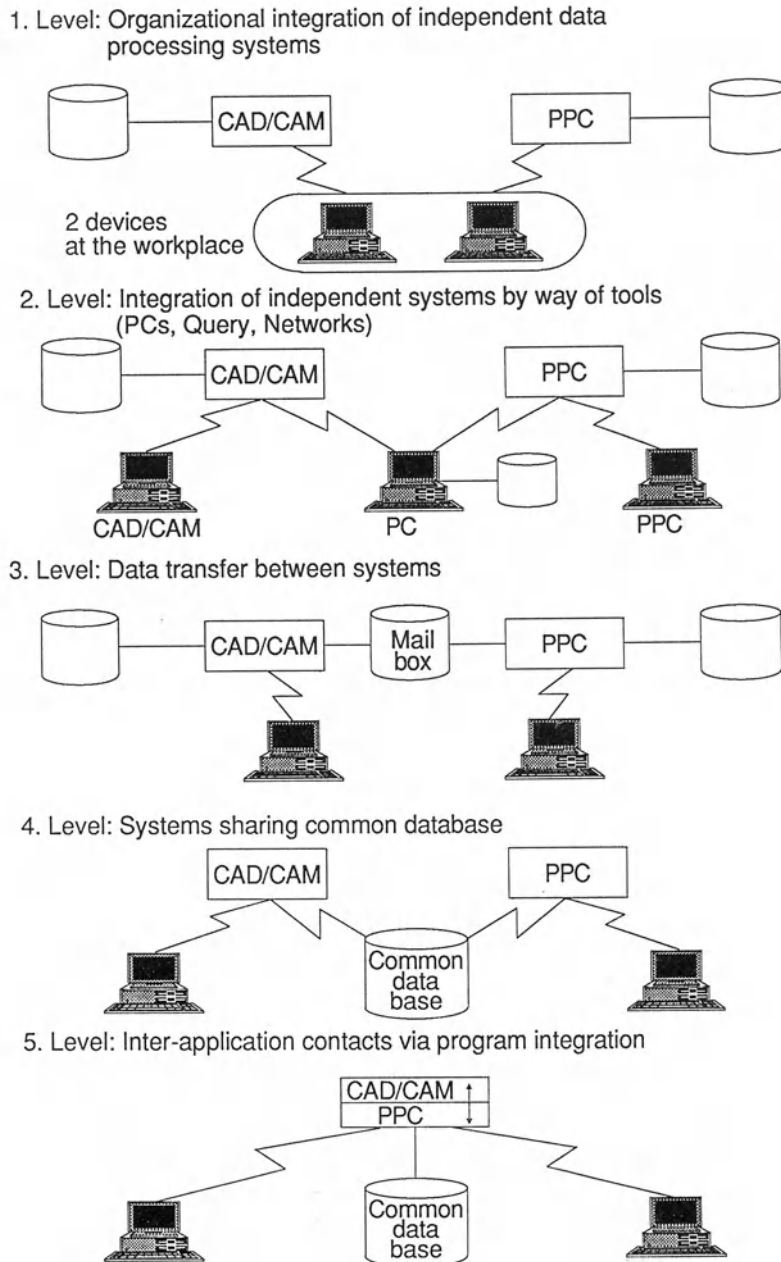 1. Level: Organizational integration of independent data
processing systems
CAD/CAM
PPC
2 devices
at the workplace
2. Level: Integration of independent systems by way of tools
(PCs, Query, Networks)
CAD/CAM
PPC
CAD/CAM
PC
PPC
3. Level: Data transfer between systems
CAD/CAM
Mail
box
PPC
4. Level: Systems sharing common database
CAD/CAM
PPC
Common
data
base
5. Level: Inter-application contacts via program integration
CAD/CAM
PPC
Common
data
base